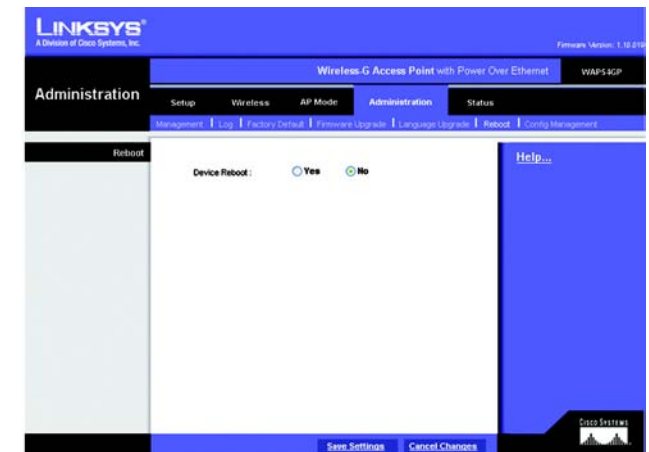 LINKSYS®
A Division of Cisco Systems, Inc.
Firmware Version: 1.10
Wireless-G Access Point with Power Over Ethernet
WAP54GP
Administration
Setup Wireless AP Mode Administration Status
Management | Log | Factory Default | Firmware Upgrade | Language Upgrade | Reboot | Config Management
Reboot
Device Reboot : Yes No
Help...
Save Settings Cancel Changes
CISCO SYSTEMS